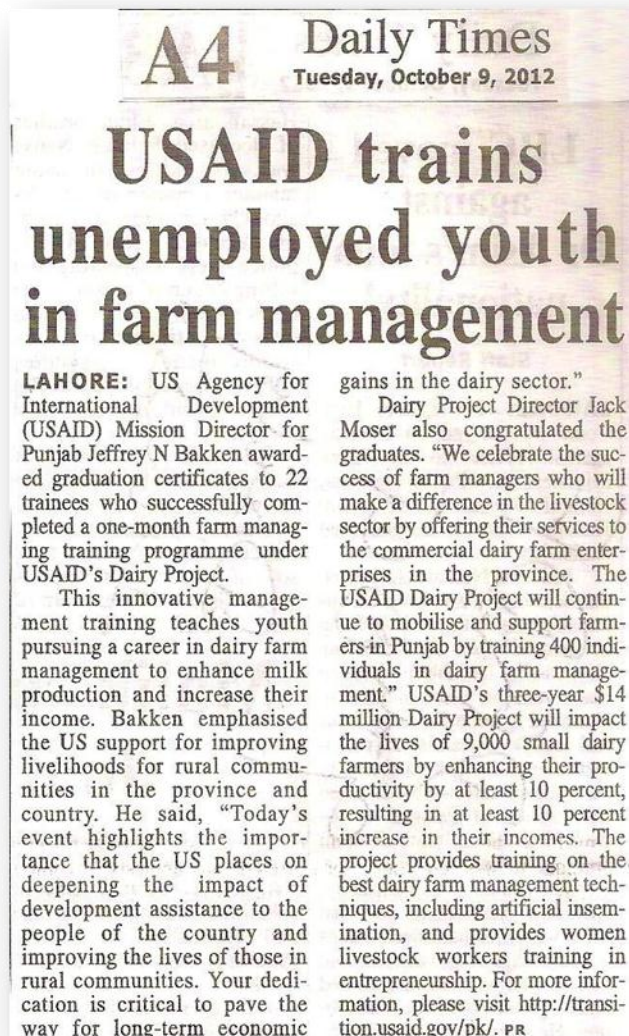 A4
Daily Times
Tuesday, October 9, 2012
USAID trains
unemployed youth
in farm management
LAHORE: US Agency for
International Development
(USAID) Mission Director for
Punjab Jeffrey N Bakken award-
ed graduation certificates to 22
trainees who successfully com-
pleted a one-month farm manag-
ing training programme under
USAID's Dairy Project.
This innovative manage-
ment training teaches youth
pursuing a career in dairy farm
management to enhance milk
production and increase their
income. Bakken emphasised
the US support for improving
livelihoods for rural commu-
nities in the province and
country. He said, “Today's
event highlights the impor-
tance that the US places on
deepening the impact of
development assistance to the
people of the country and
improving the lives of those in
rural communities. Your dedi-
cation is critical to pave the
way for long-term economic
gains in the dairy sector.”
Dairy Project Director Jack
Moser also congratulated the
graduates. “We celebrate the suc-
cess of farm managers who will
make a difference in the livestock
sector by offering their services to
the commercial dairy farm enter-
prises in the province. The
USAID Dairy Project will contin-
ue to mobilise and support farm-
ers in Punjab by training 400 indi-
viduals in dairy farm manage-
ment.” USAID's three-year $14
million Dairy Project will impact
the lives of 9,000 small dairy
farmers by enhancing their pro-
ductivity by at least 10 percent,
resulting in at least 10 percent
increase in their incomes. The
project provides training on the
best dairy farm management tech-
niques, including artificial insem-
ination, and provides women
livestock workers training in
entrepreneurship. For more infor-
mation, please visit http://transi-
tion.usaid.gov/pk/. PR